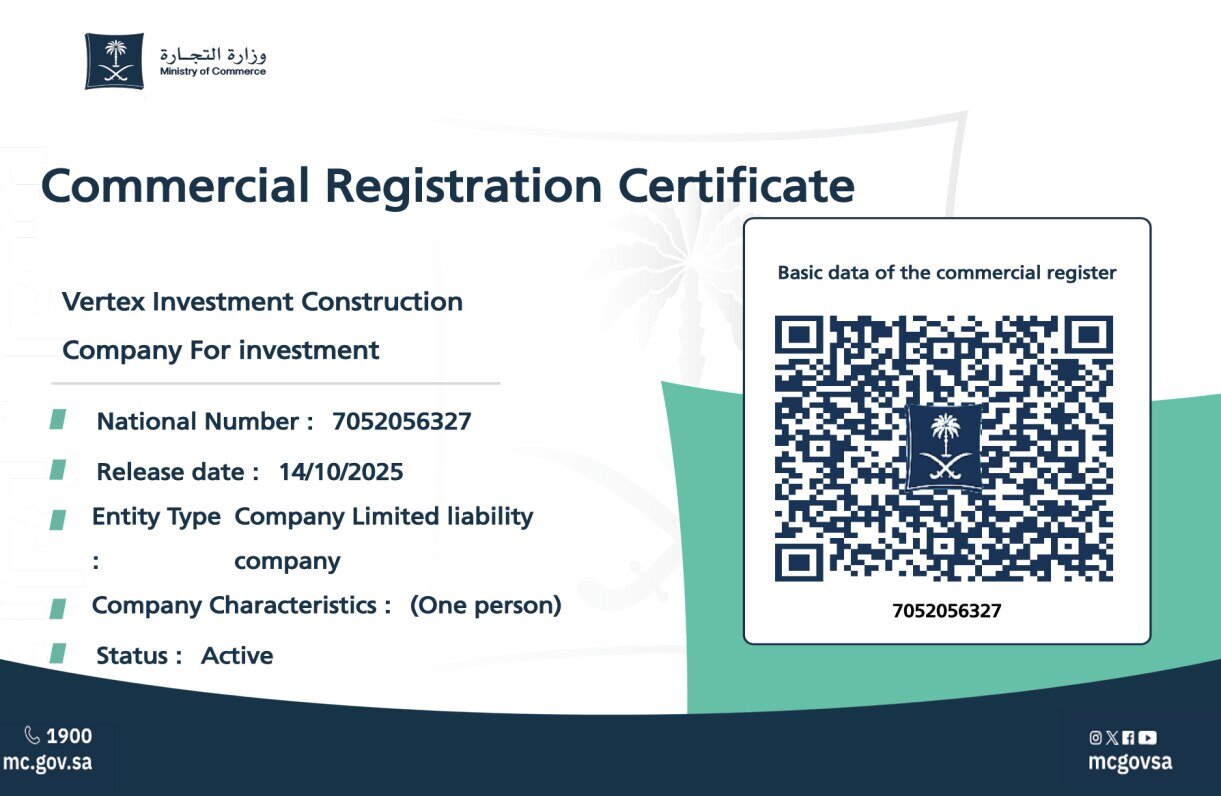 وزارة التجارة
Ministry of Commerce
Commercial Registration Certificate
Vertex Investment Construction
Company For investment
National Number : 7052056327
Release date : 14/10/2025
Entity Type Company Limited liability
: company
Company Characteristics : (One person)
Status : Active
Basic data of the commercial register
7052056327
1900
mc.gov.sa
mcgovsa